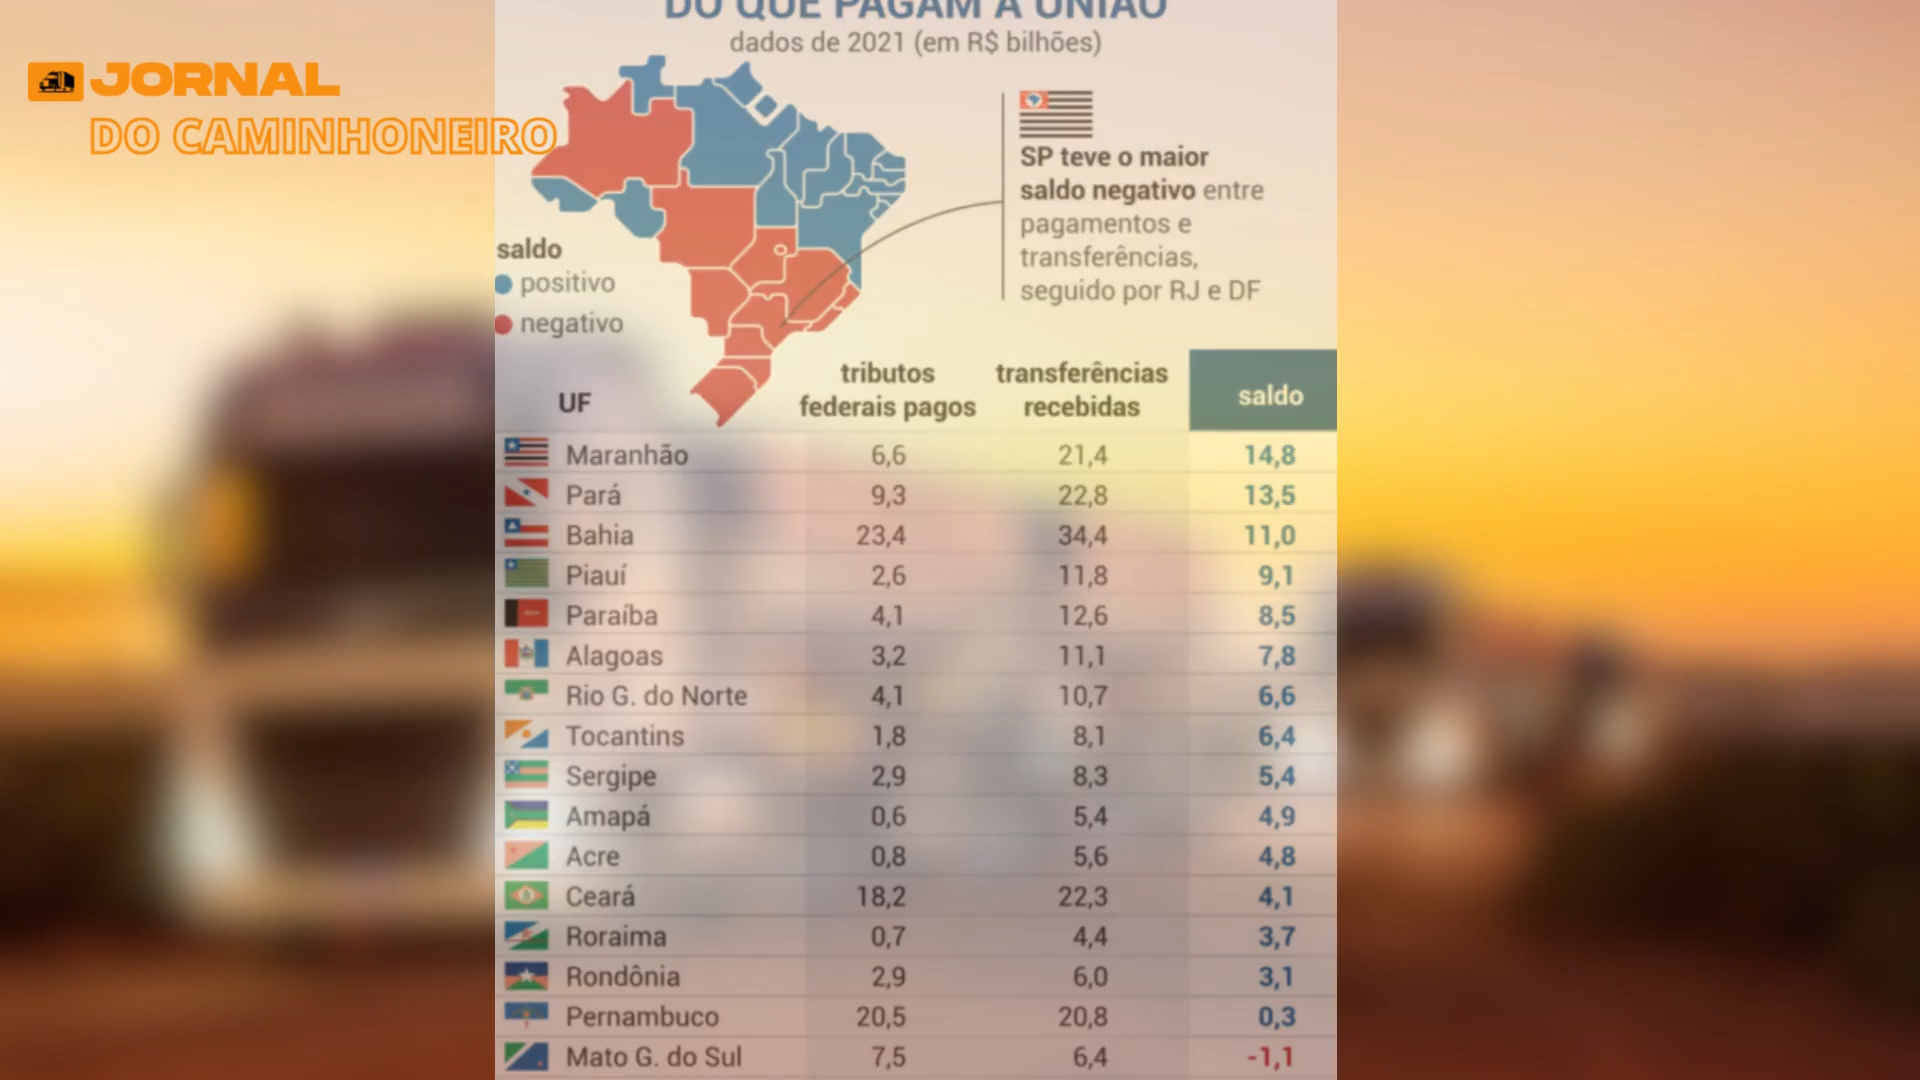 JORNAL
DO CAMINHONEIRO
DO QUE PAGAM À UNIÃO
dados de 2021 (em R$ bilhões)
SP teve o maior
saldo negativo entre
pagamentos e
transferências,
seguido por RJ e DF
saldo
positivo
negativo
UF tributos federais pagos transferências recebidas saldo
Maranhão 6,6 21,4 14,8
Pará 9,3 22,8 13,5
Bahia 23,4 34,4 11,0
Piauí 2,6 11,8 9,1
Paraíba 4,1 12,6 8,5
Alagoas 3,2 11,1 7,8
Rio G. do Norte 4,1 10,7 6,6
Tocantins 1,8 8,1 6,4
Sergipe 2,9 8,3 5,4
Amapá 0,6 5,4 4,9
Acre 0,8 5,6 4,8
Ceará 18,2 22,3 4,1
Roraima 0,7 4,4 3,7
Rondônia 2,9 6,0 3,1
Pernambuco 20,5 20,8 0,3
Mato G. do Sul 7,5 6,4 -1,1